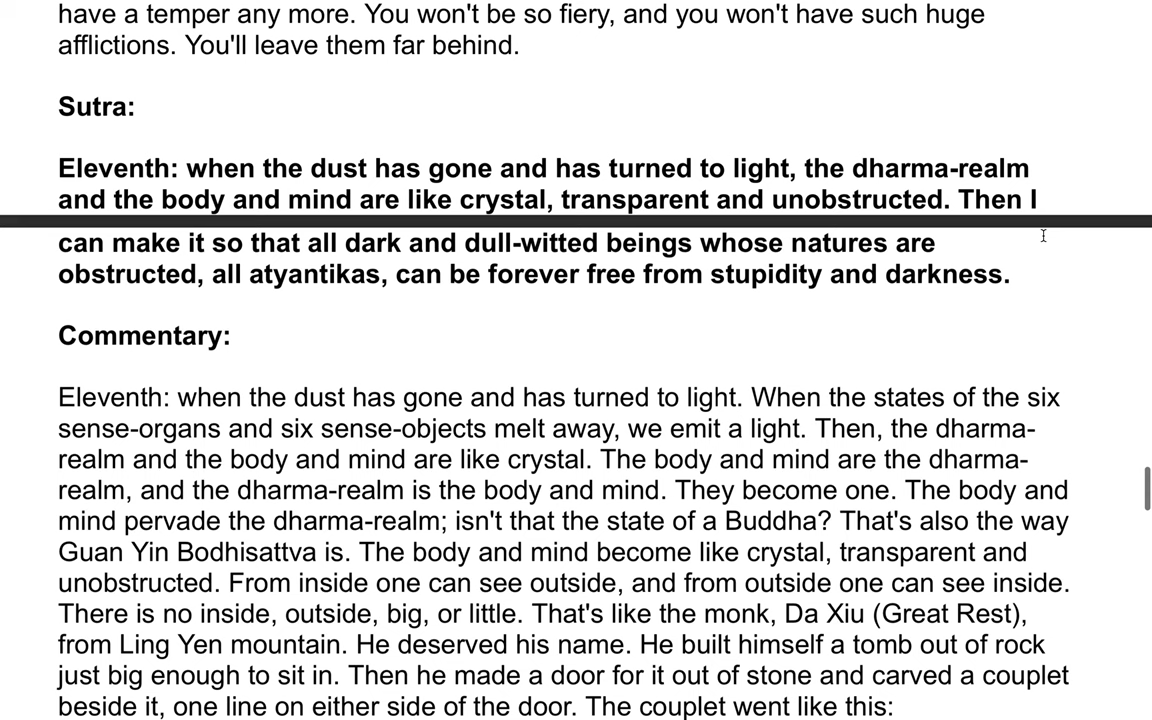 have a temper any more. You won't be so fiery, and you won't have such huge
afflictions. You'll leave them far behind.
Sutra:
Eleventh: when the dust has gone and has turned to light, the dharma-realm
and the body and mind are like crystal, transparent and unobstructed. Then I
can make it so that all dark and dull-witted beings whose natures are
obstructed, all atyantikas, can be forever free from stupidity and darkness.
Commentary:
Eleventh: when the dust has gone and has turned to light. When the states of the six
sense-organs and six sense-objects melt away, we emit a light. Then, the dharma-
realm and the body and mind are like crystal. The body and mind are the dharma-
realm, and the dharma-realm is the body and mind. They become one. The body and
mind pervade the dharma-realm; isn't that the state of a Buddha? That's also the way
Guan Yin Bodhisattva is. The body and mind become like crystal, transparent and
unobstructed. From inside one can see outside, and from outside one can see inside.
There is no inside, outside, big, or little. That's like the monk, Da Xiu (Great Rest),
from Ling Yen mountain. He deserved his name. He built himself a tomb out of rock
just big enough to sit in. Then he made a door for it out of stone and carved a couplet
beside it, one line on either side of the door. The couplet went like this: